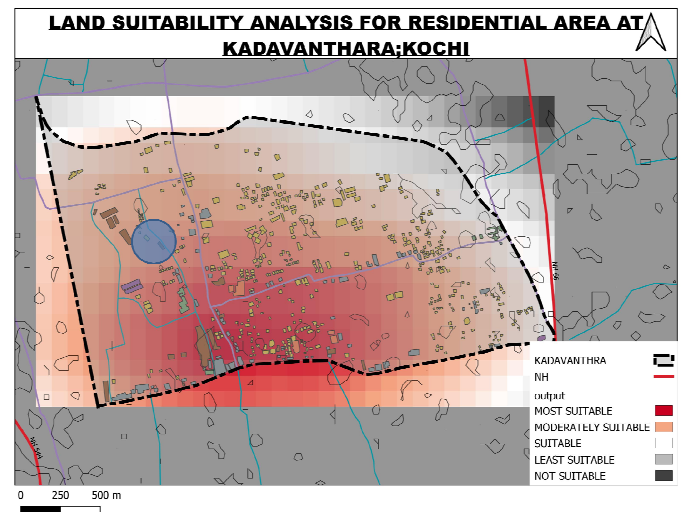 LAND SUITABILITY ANALYSIS FOR RESIDENTIAL AREA AT
KADAVANTHARA;KOCHI
KADAVANTHRA
NH
output
MOST SUITABLE
MODERATELY SUITABLE
SUITABLE
LEAST SUITABLE
NOT SUITABLE
0 250 500 m